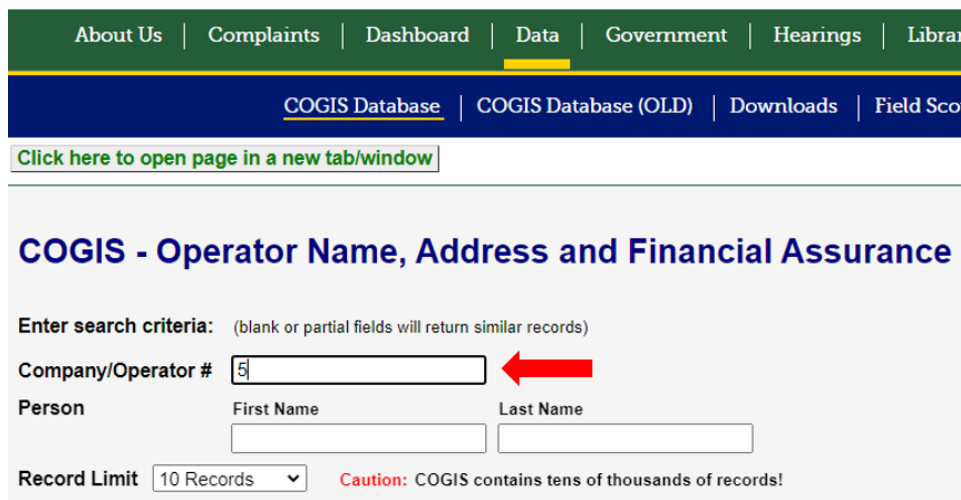 About Us | Complaints | Dashboard | Data | Government | Hearings |
COGIS Database | COGIS Database (OLD) | Downloads | Field
Click here to open page in a new tab/window
COGIS - Operator Name, Address and Financial Assurance
Enter search criteria: (blank or partial fields will return similar records)
Company/Operator # 5
Person First Name Last Name
Record Limit 10 Records Caution: COGIS contains tens of thousands of records!